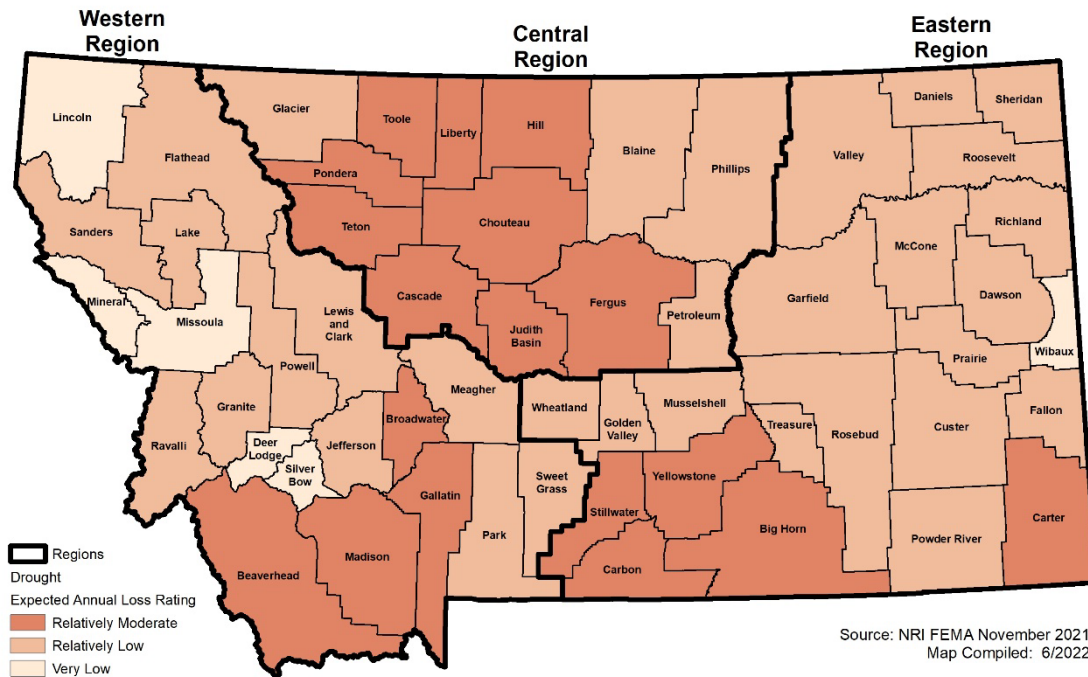 Western
Region
Central
Region
Eastern
Region
Lincoln
Flathead
Glacier
Toole
Liberty
Hill
Blaine
Phillips
Valley
Daniels
Sheridan
Roosevelt
Pondera
Teton
Chouteau
Sanders
Lake
McCone
Richland
Mineral
Missoula
Lewis
and
Clark
Cascade
Judith
Basin
Fergus
Petroleum
Garfield
Dawson
Wibaux
Prairie
Powell
Meagher
Granite
Ravalli
Deer
Lodge
Silver
Bow
Jefferson
Broadwater
Wheatland
Golden
Valley
Musselshell
Treasure
Rosebud
Custer
Fallon
Gallatin
Sweet
Grass
Park
Stillwater
Yellowstone
Big Horn
Carbon
Powder River
Carter
Beaverhead
Madison
Regions
Drought
Expected Annual Loss Rating
Relatively Moderate
Relatively Low
Very Low
Source: NRI FEMA November 2021
Map Compiled: 6/2022